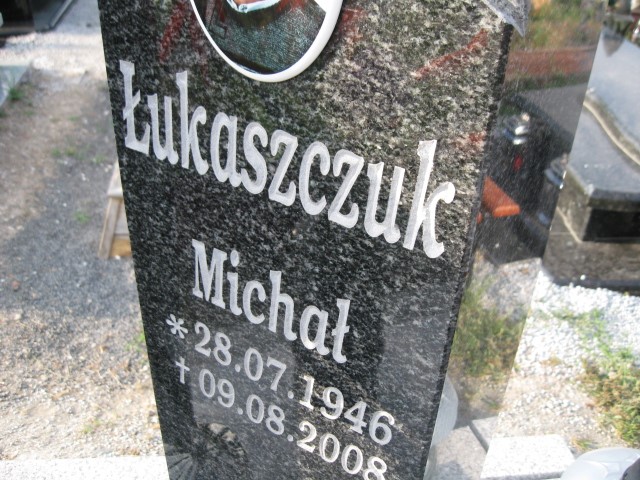 Łukaszczuk
Michał
* 28.07.1946
† 09.08.2008